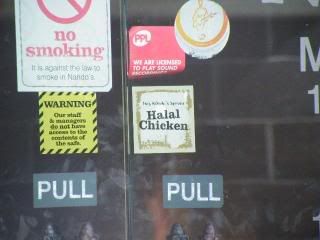 no
smoking
It is against the law to
smoke in Nando's.
WARNING
Our staff
& managers
do not have
access to the
contents of
the safe.
PPL
WE ARE LICENSED
TO PLAY SOUND
RECORDINGS
Halal
Chicken
PULL
PULL